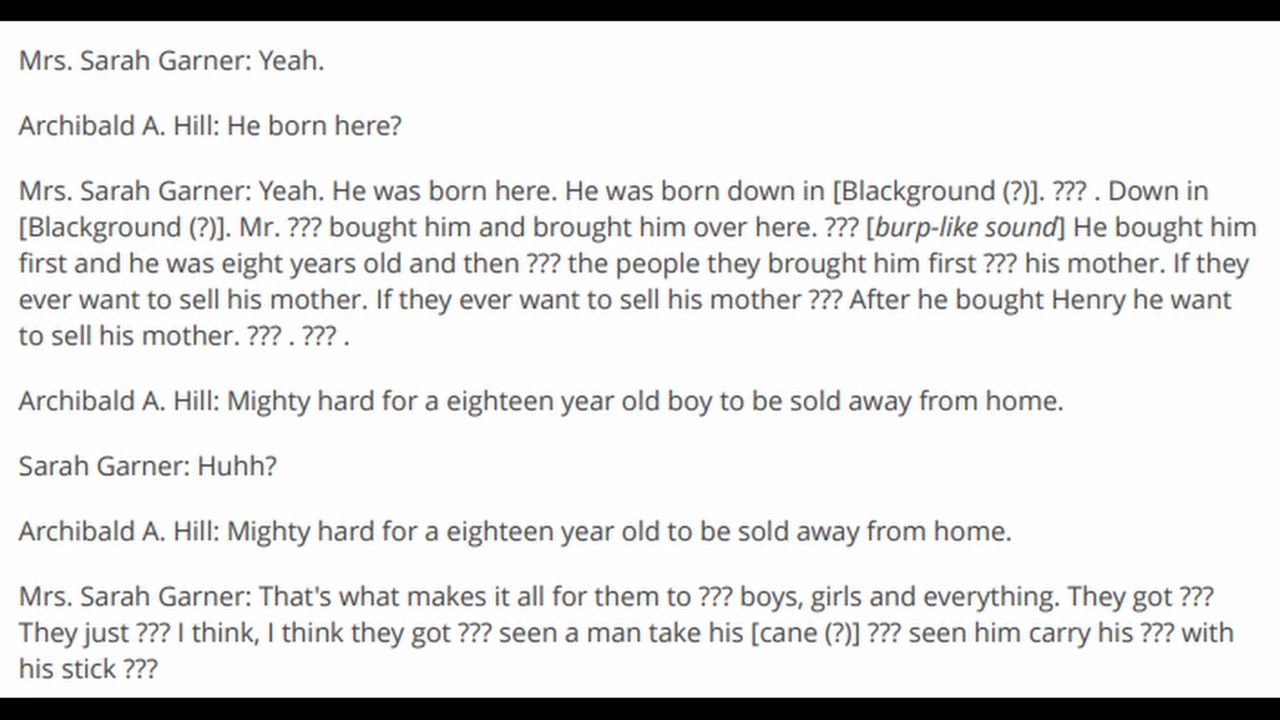 Mrs. Sarah Garner: Yeah.
Archibald A. Hill: He born here?
Mrs. Sarah Garner: Yeah. He was born here. He was born down in [Blackground (?)]. ??? . Down in
[Blackground (?)]. Mr. ??? bought him and brought him over here. ??? [burp-like sound] He bought him
first and he was eight years old and then ??? the people they brought him first ??? his mother. If they
ever want to sell his mother. If they ever want to sell his mother ??? After he bought Henry he want
to sell his mother. ??? . ??? .
Archibald A. Hill: Mighty hard for a eighteen year old boy to be sold away from home.
Sarah Garner: Huhh?
Archibald A. Hill: Mighty hard for a eighteen year old to be sold away from home.
Mrs. Sarah Garner: That's what makes it all for them to ??? boys, girls and everything. They got ???
They just ??? I think, I think they got ??? seen a man take his [cane (?)] ??? seen him carry his ??? with
his stick ???